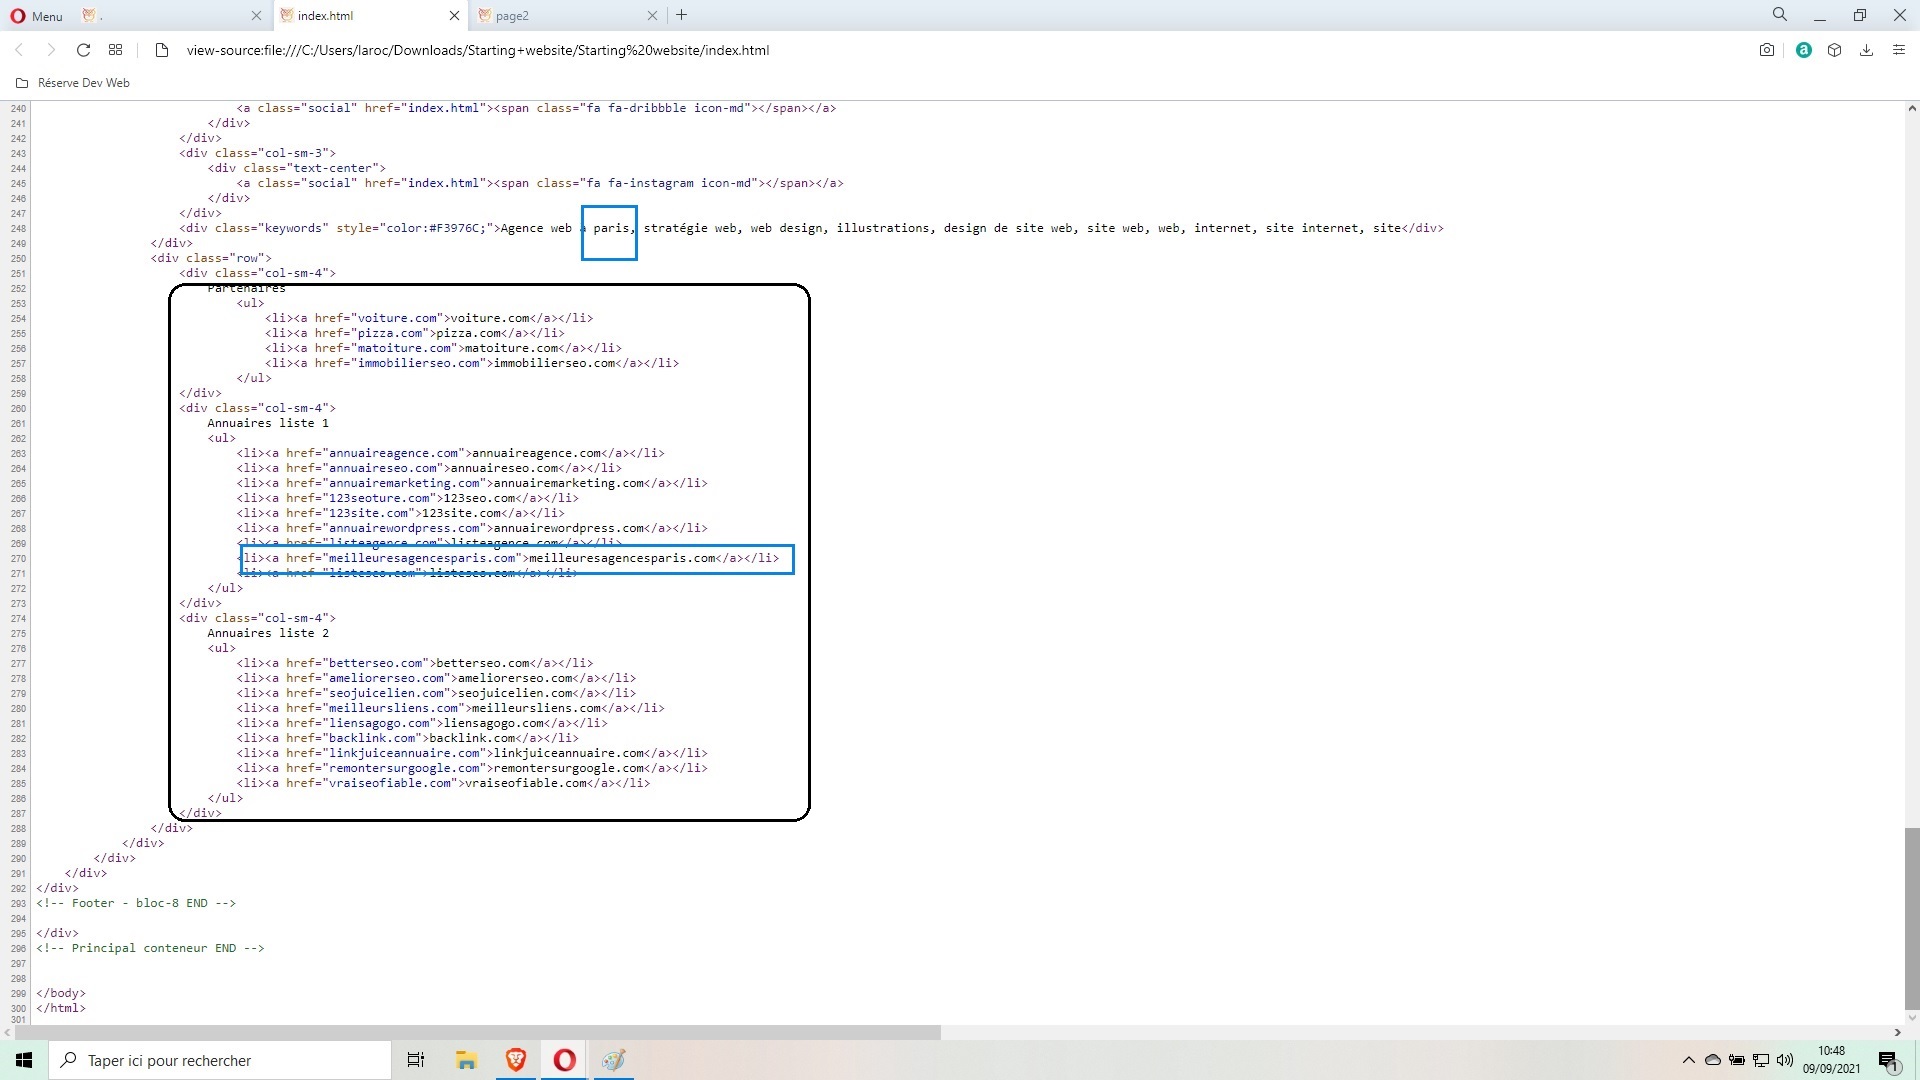 Menu
.
index.html
page2
view-source:file:///C:/Users/laroc/Downloads/Starting+website/Starting%20website/index.html
a
Réserve Dev Web
240 <a class="social" href="index.html"><span class="fa fa-dribbble icon-md"></span></a>
241 </div>
242 </div>
243 <div class="col-sm-3">
244 <div class="text-center">
245 <a class="social" href="index.html"><span class="fa fa-instagram icon-md"></span></a>
246 </div>
247 </div>
248 <div class="keywords" style="color:#F3976C;">Agence web à paris, stratégie web, web design, illustrations, design de site web, site web, web, internet, site internet, site</div>
249 </div>
250 <div class="row">
251 <div class="col-sm-4">
252 Partenaires
253 <ul>
254 <li><a href="voiture.com">voiture.com</a></li>
255 <li><a href="pizza.com">pizza.com</a></li>
256 <li><a href="matoiture.com">matoiture.com</a></li>
257 <li><a href="immobilierseo.com">immobilierseo.com</a></li>
258 </ul>
259 </div>
260 <div class="col-sm-4">
261 Annuaires liste 1
262 <ul>
263 <li><a href="annuaireagence.com">annuaireagence.com</a></li>
264 <li><a href="annuaireseo.com">annuaireseo.com</a></li>
265 <li><a href="annuairemarketing.com">annuairemarketing.com</a></li>
266 <li><a href="123seoture.com">123seo.com</a></li>
267 <li><a href="123site.com">123site.com</a></li>
268 <li><a href="annuairewordpress.com">annuairewordpress.com</a></li>
269 <li><a href="listeagence.com">listeagence.com</a></li>
270 <li><a href="meilleuresagencesparis.com">meilleuresagencesparis.com</a></li>
271 <li><a href="listeseo.com">listeseo.com</a></li>
272 </ul>
273 </div>
274 <div class="col-sm-4">
275 Annuaires liste 2
276 <ul>
277 <li><a href="betterseo.com">betterseo.com</a></li>
278 <li><a href="ameliorerseo.com">ameliorerseo.com</a></li>
279 <li><a href="seojuicelien.com">seojuicelien.com</a></li>
280 <li><a href="meilleursliens.com">meilleursliens.com</a></li>
281 <li><a href="liensagogo.com">liensagogo.com</a></li>
282 <li><a href="backlink.com">backlink.com</a></li>
283 <li><a href="linkjuiceannuaire.com">linkjuiceannuaire.com</a></li>
284 <li><a href="remontersurgoogle.com">remontersurgoogle.com</a></li>
285 <li><a href="vraiseofiable.com">vraiseofiable.com</a></li>
286 </ul>
287 </div>
288 </div>
289 </div>
290 </div>
291 </div>
292 </div>
293 <!-- Footer - bloc-8 END -->
294
295 </div>
296 <!-- Principal conteneur END -->
297
298
299 </body>
300 </html>
301
Taper ici pour rechercher
10:48
09/09/2021
1